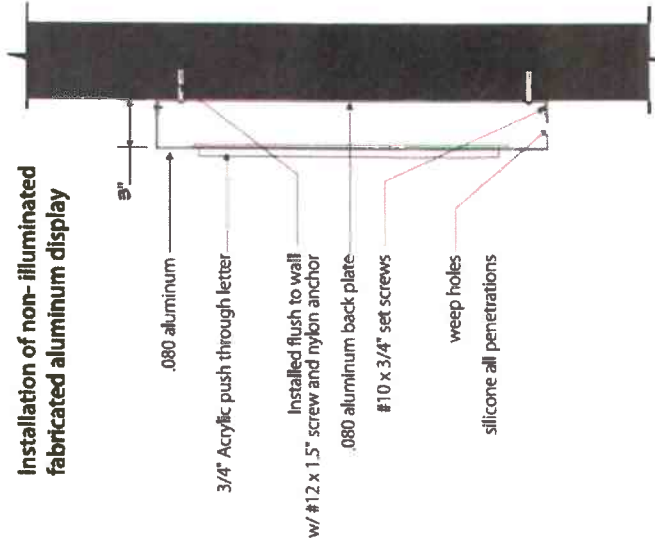 Installation of non-illuminated
fabricated aluminum display
3"
.080 aluminum
3/4" Acrylic push through letter
Installed flush to wall
w/ #12 x 1.5" screw and nylon anchor
.080 aluminum back plate
#10 x 3/4" set screws
weep holes
silicone all penetrations